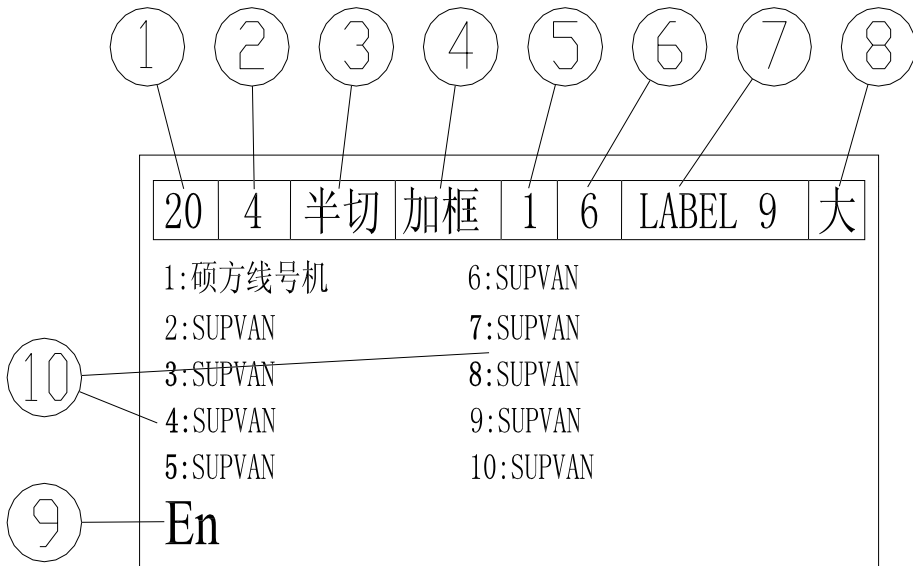 1 2 3 4 5 6 7 8
20 4 半切 加框 1 6 LABEL 9 大
1:硕方线号机 6:SUPVAN
2:SUPVAN 7:SUPVAN
3:SUPVAN 8:SUPVAN
10
4:SUPVAN 9:SUPVAN
5:SUPVAN 10:SUPVAN
9 En